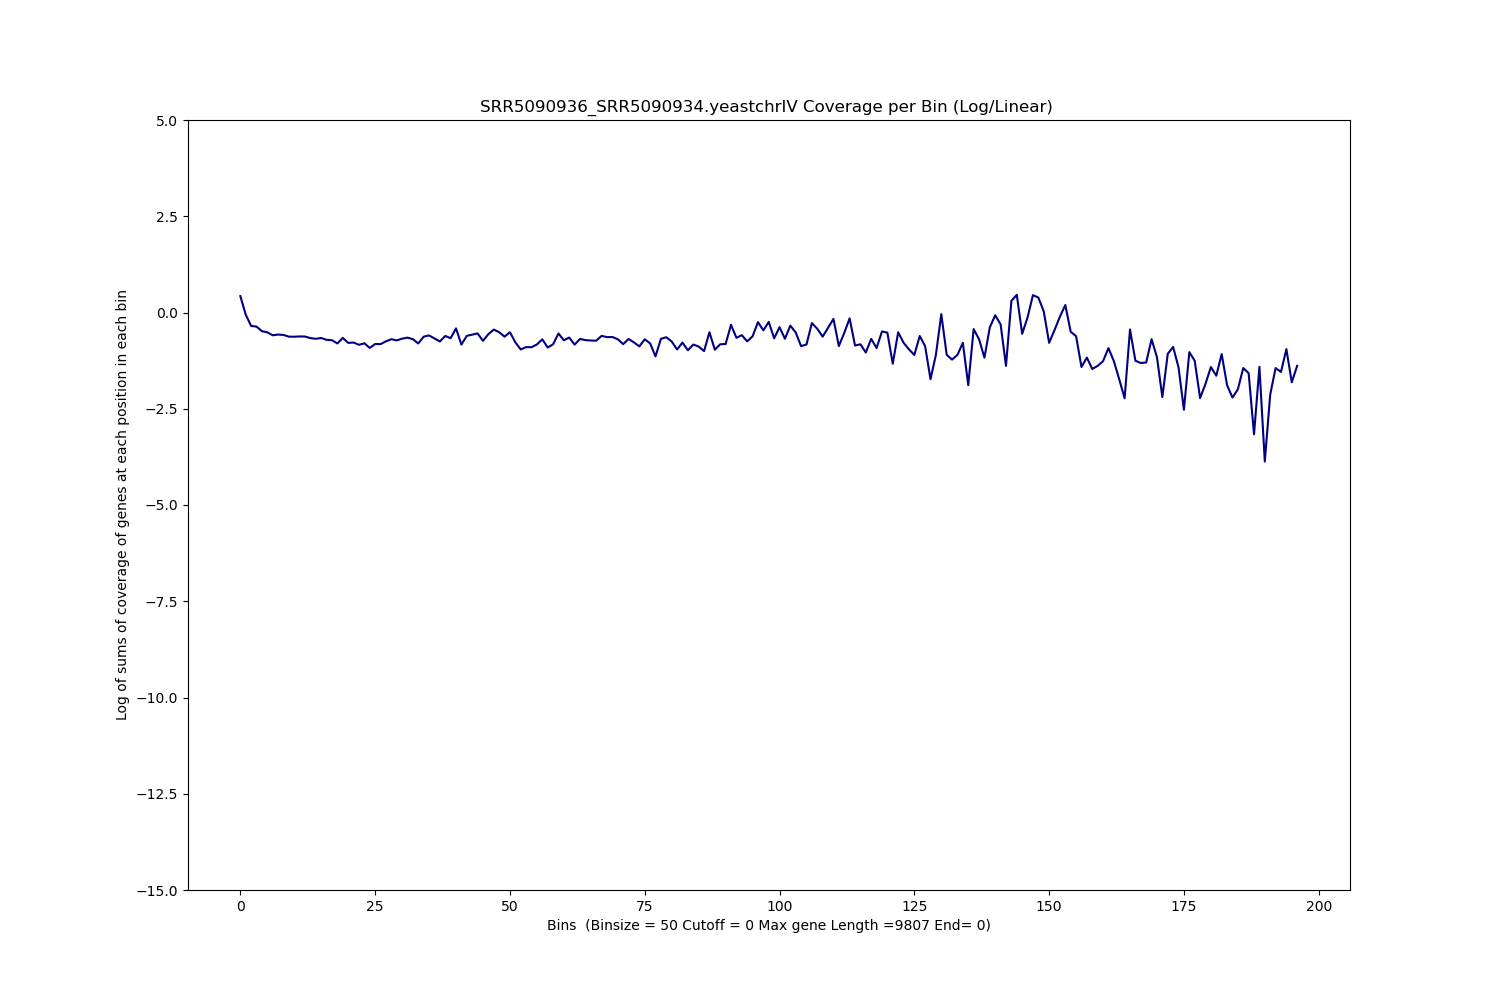 SRR5090936_SRR5090934.yeastchrIV Coverage per Bin (Log/Linear)
5.0
2.5
0.0
−2.5
−5.0
−7.5
−10.0
−12.5
−15.0
Log of sums of coverage of genes at each position in each bin
0 25 50 75 100 125 150 175 200
Bins  (Binsize = 50 Cutoff = 0 Max gene Length =9807 End= 0)